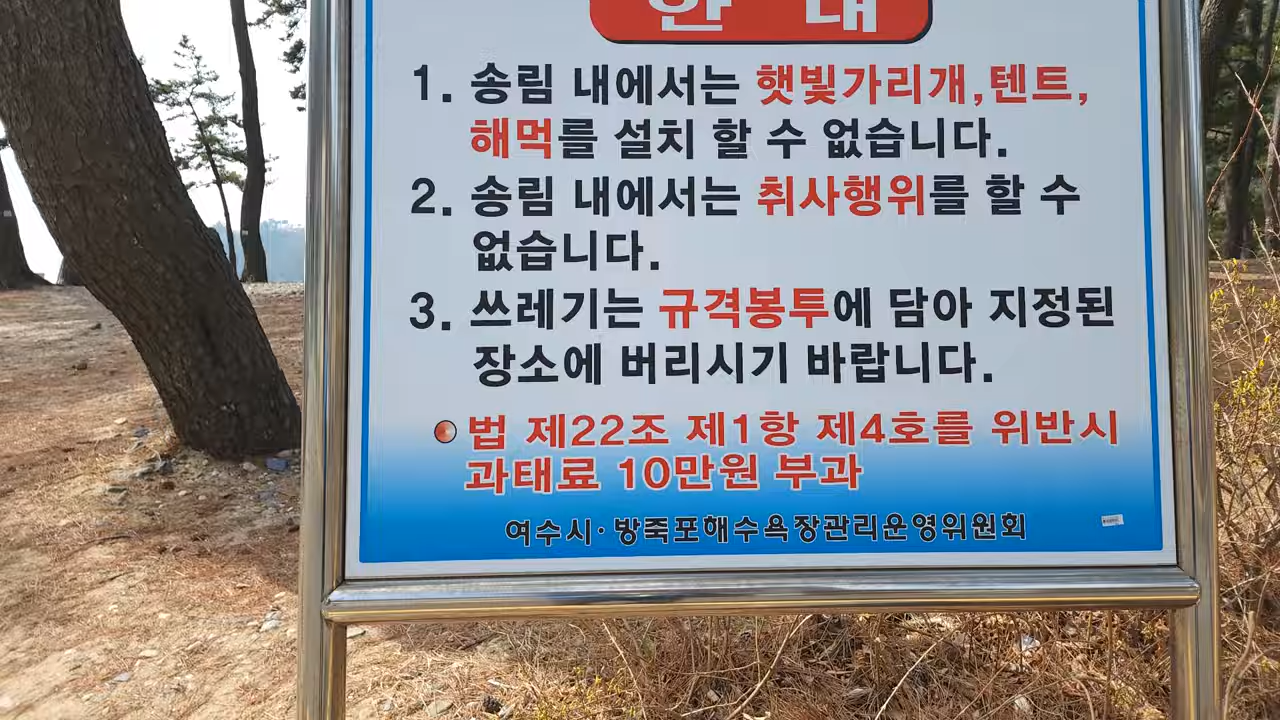 안 내
1. 송림 내에서는 햇빛가리개,텐트,
해먹를 설치 할 수 없습니다.
2. 송림 내에서는 취사행위를 할 수
없습니다.
3. 쓰레기는 규격봉투에 담아 지정된
장소에 버리시기 바랍니다.
법 제22조 제1항 제4호를 위반시
과태료 10만원 부과
여수시·방죽포해수욕장관리운영위원회